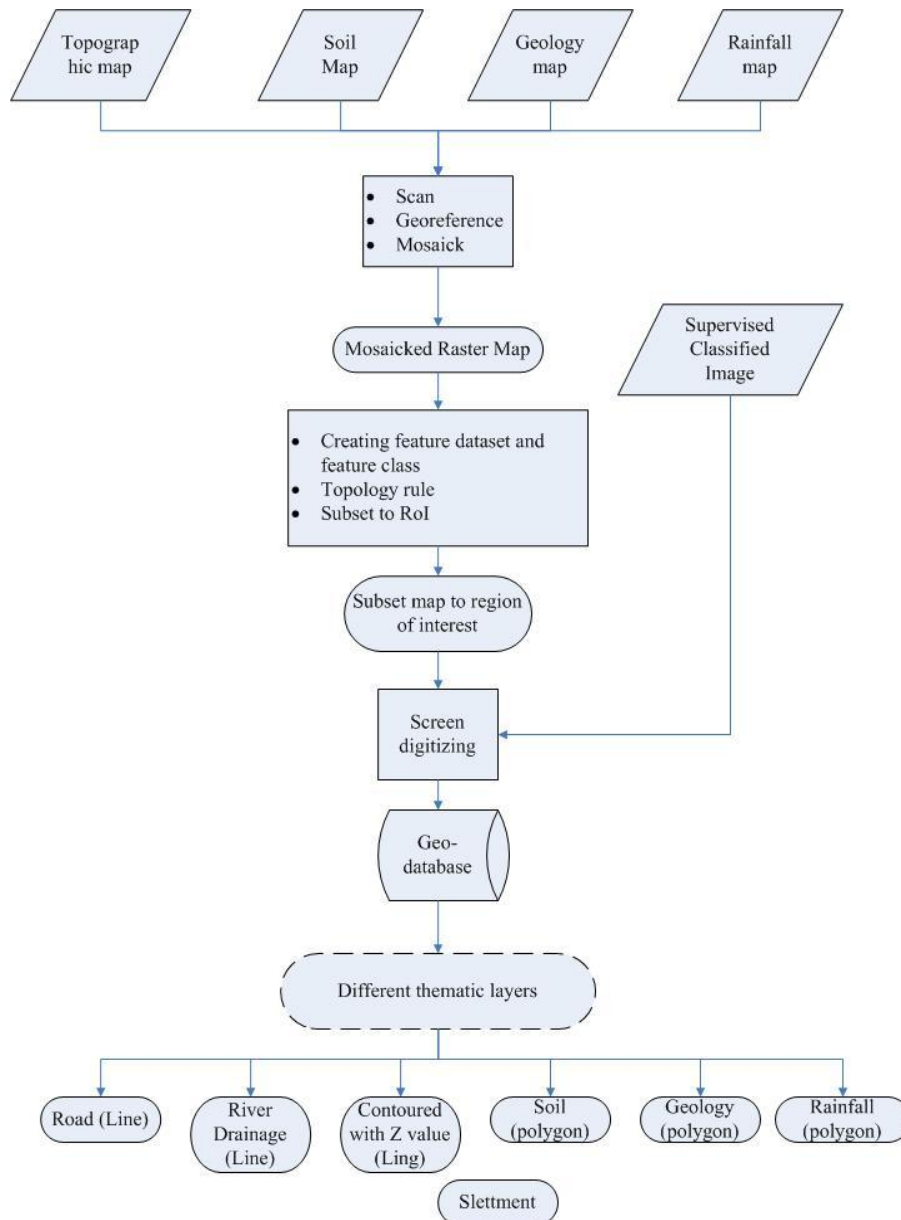 Topograp
hic map
Soil
Map
Geology
map
Rainfall
map
• Scan
• Georeference
• Mosaick
Mosaicked Raster Map
Supervised
Classified
Image
• Creating feature dataset and
feature class
• Topology rule
• Subset to RoI
Subset map to region
of interest
Screen
digitizing
Geo-
database
Different thematic layers
Road (Line)
River
Drainage
(Line)
Contoured
with Z value
(Ling)
Soil
(polygon)
Geology
(polygon)
Rainfall
(polygon)
Slettment